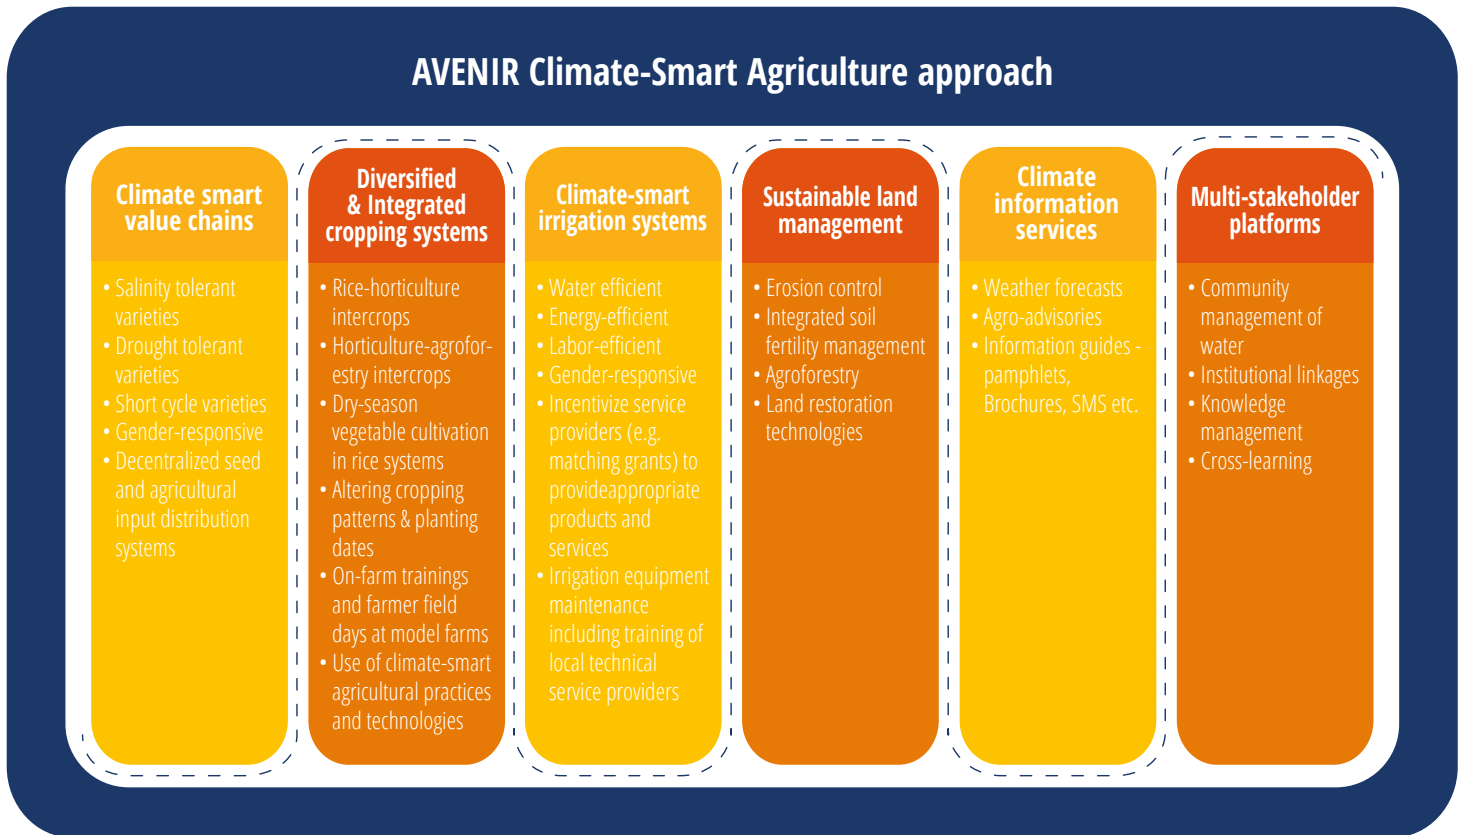 AVENIR Climate-Smart Agriculture approach
Climate smart
value chains
• Salinity tolerant
varieties
• Drought tolerant
varieties
• Short cycle varieties
• Gender-responsive
• Decentralized seed
and agricultural
input distribution
systems
Diversified
& Integrated
cropping systems
• Rice-horticulture
intercrops
• Horticulture-agrofor-
estry intercrops
• Dry-season
vegetable cultivation
in rice systems
• Altering cropping
patterns & planting
dates
• On-farm trainings
and farmer field
days at model farms
• Use of climate-smart
agricultural practices
and technologies
Climate-smart
irrigation systems
• Water efficient
• Energy-efficient
• Labor-efficient
• Gender-responsive
• Incentivize service
providers (e.g.
matching grants) to
provideappropriate
products and
services
• Irrigation equipment
maintenance
including training of
local technical
service providers
Sustainable land
management
• Erosion control
• Integrated soil
fertility management
• Agroforestry
• Land restoration
technologies
Climate
information
services
• Weather forecasts
• Agro-advisories
• Information guides -
pamphlets,
Brochures, SMS etc.
Multi-stakeholder
platforms
• Community
management of
water
• Institutional linkages
• Knowledge
management
• Cross-learning